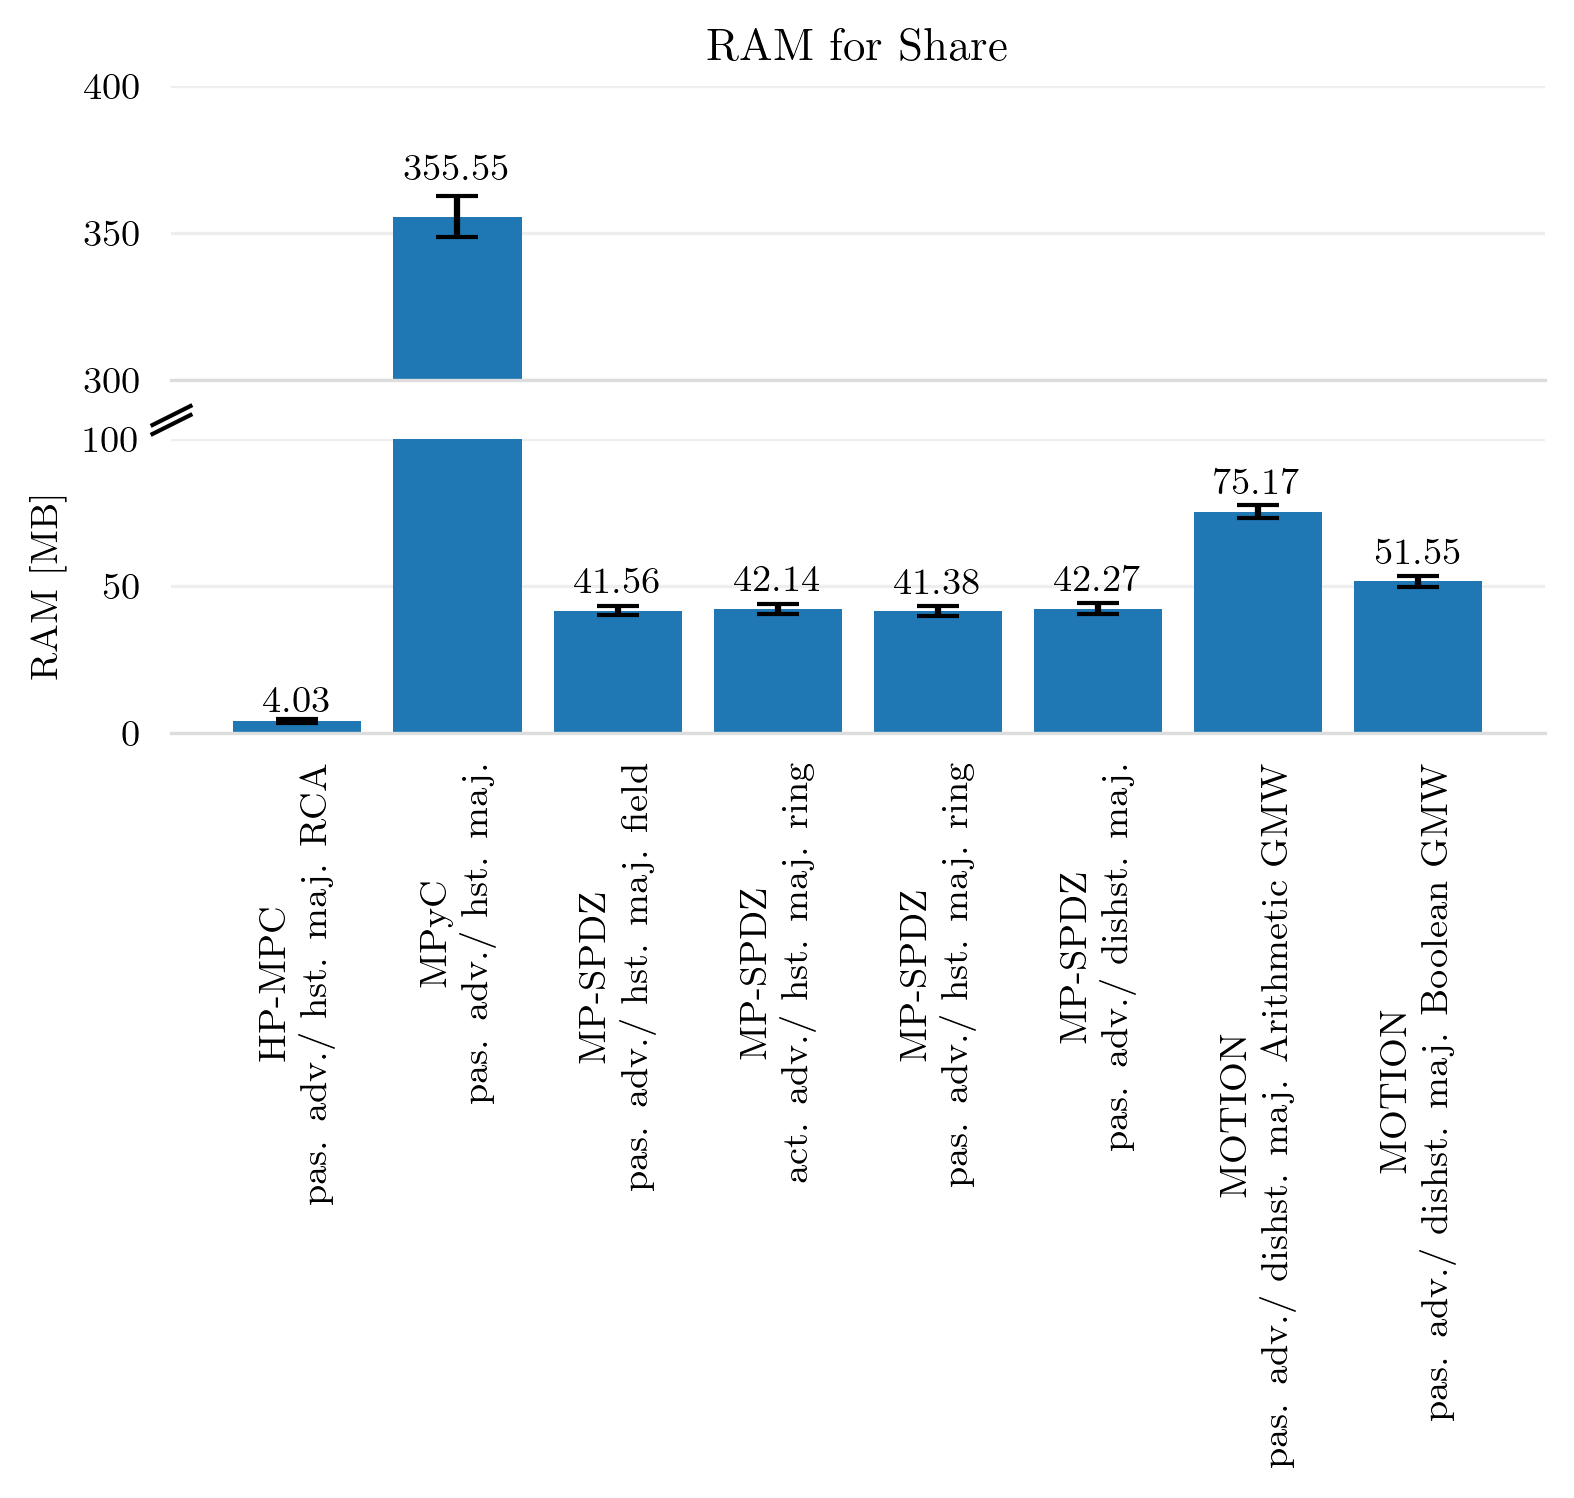 RAM for Share
400
355.55
350
300
100
RAM [MB]
75.17
51.55
50
41.56
42.14
41.38
42.27
4.03
0
HP-MPC
pas. adv./ hst. maj. RCA
MPyC
pas. adv./ hst. maj.
MP-SPDZ
pas. adv./ hst. maj. field
MP-SPDZ
act. adv./ hst. maj. ring
MP-SPDZ
pas. adv./ hst. maj. ring
MP-SPDZ
pas. adv./ dishst. maj.
MOTION
pas. adv./ dishst. maj. Arithmetic GMW
MOTION
pas. adv./ dishst. maj. Boolean GMW